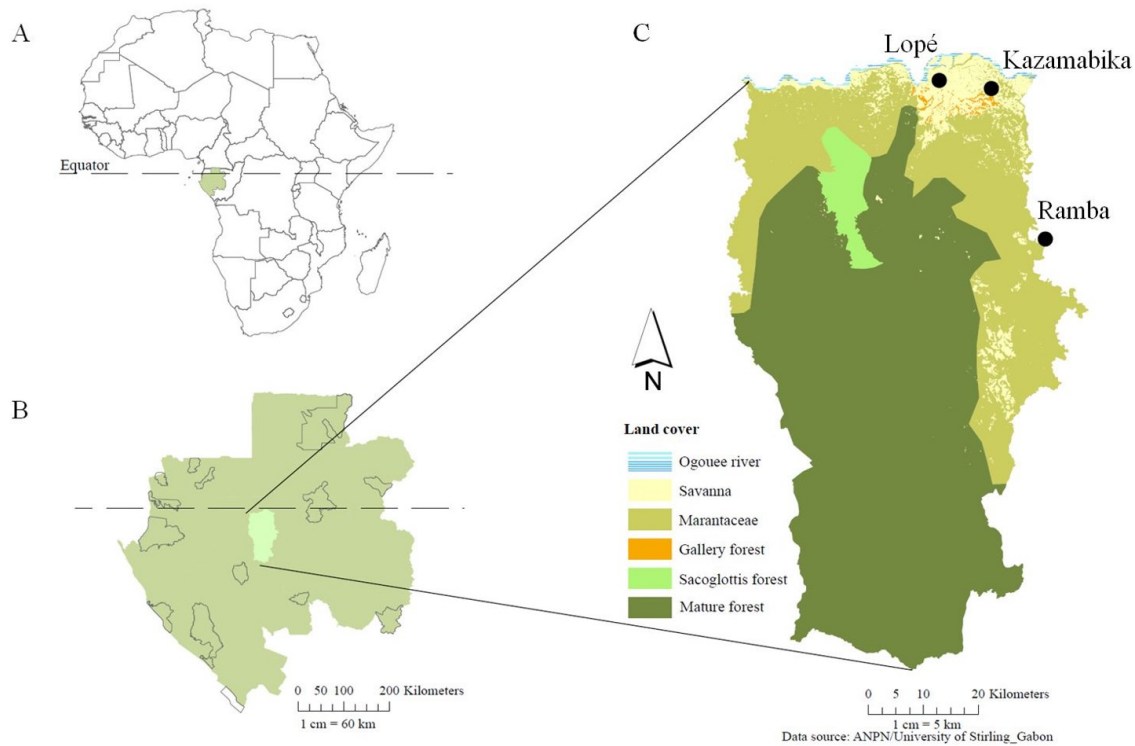 A
Equator
B
0 50 100 200 Kilometers
1 cm = 60 km
C
Lopé
Kazamabika
Ramba
N
Land cover
Ogouee river
Savanna
Marantaceae
Gallery forest
Sacoglottis forest
Mature forest
0 5 10 20 Kilometers
1 cm = 5 km
Data source: ANPN/University of Stirling_Gabon